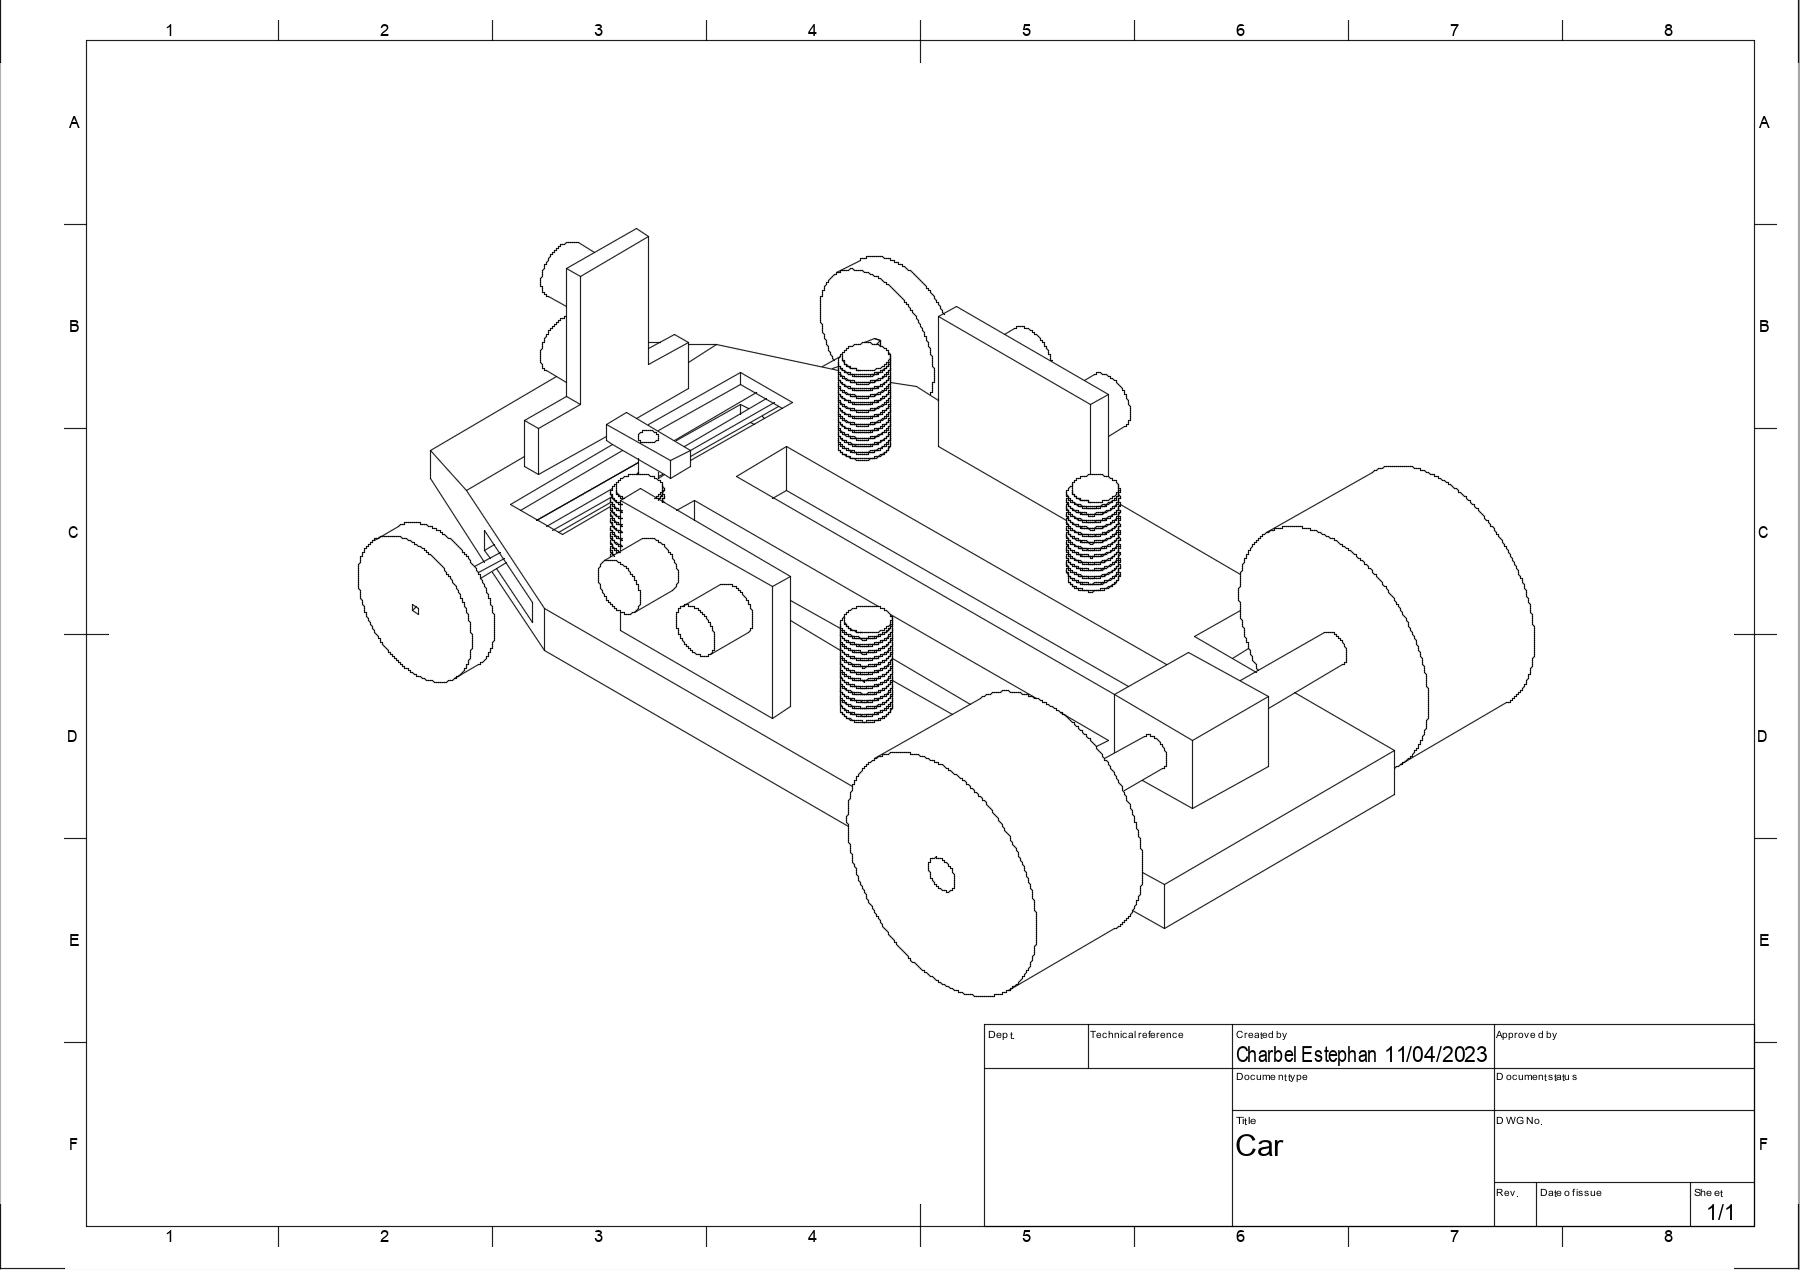 1 2 3 4 5 6 7 8
A A
B B
C C
D D
E E
F F
Dept. Technical reference Created by Approved by
Charbel Estephan 11/04/2023
Document type Document status
Title DWG No.
Car
Rev. Date of issue Sheet
1/1
1 2 3 4 5 6 7 8